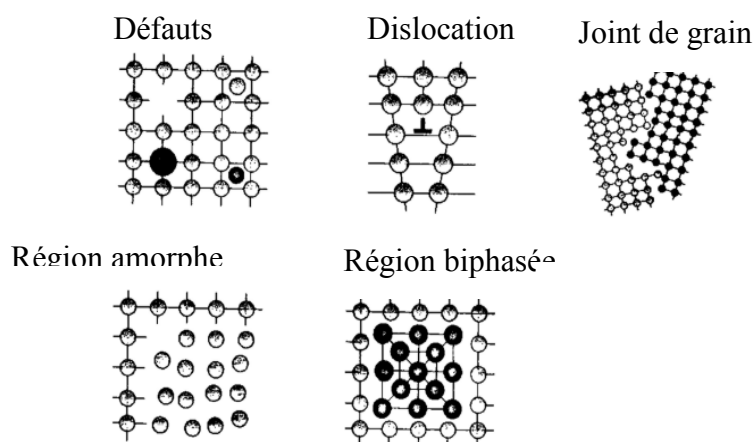 Défauts
Dislocation
Joint de grain
Région amorphe
Région biphasée